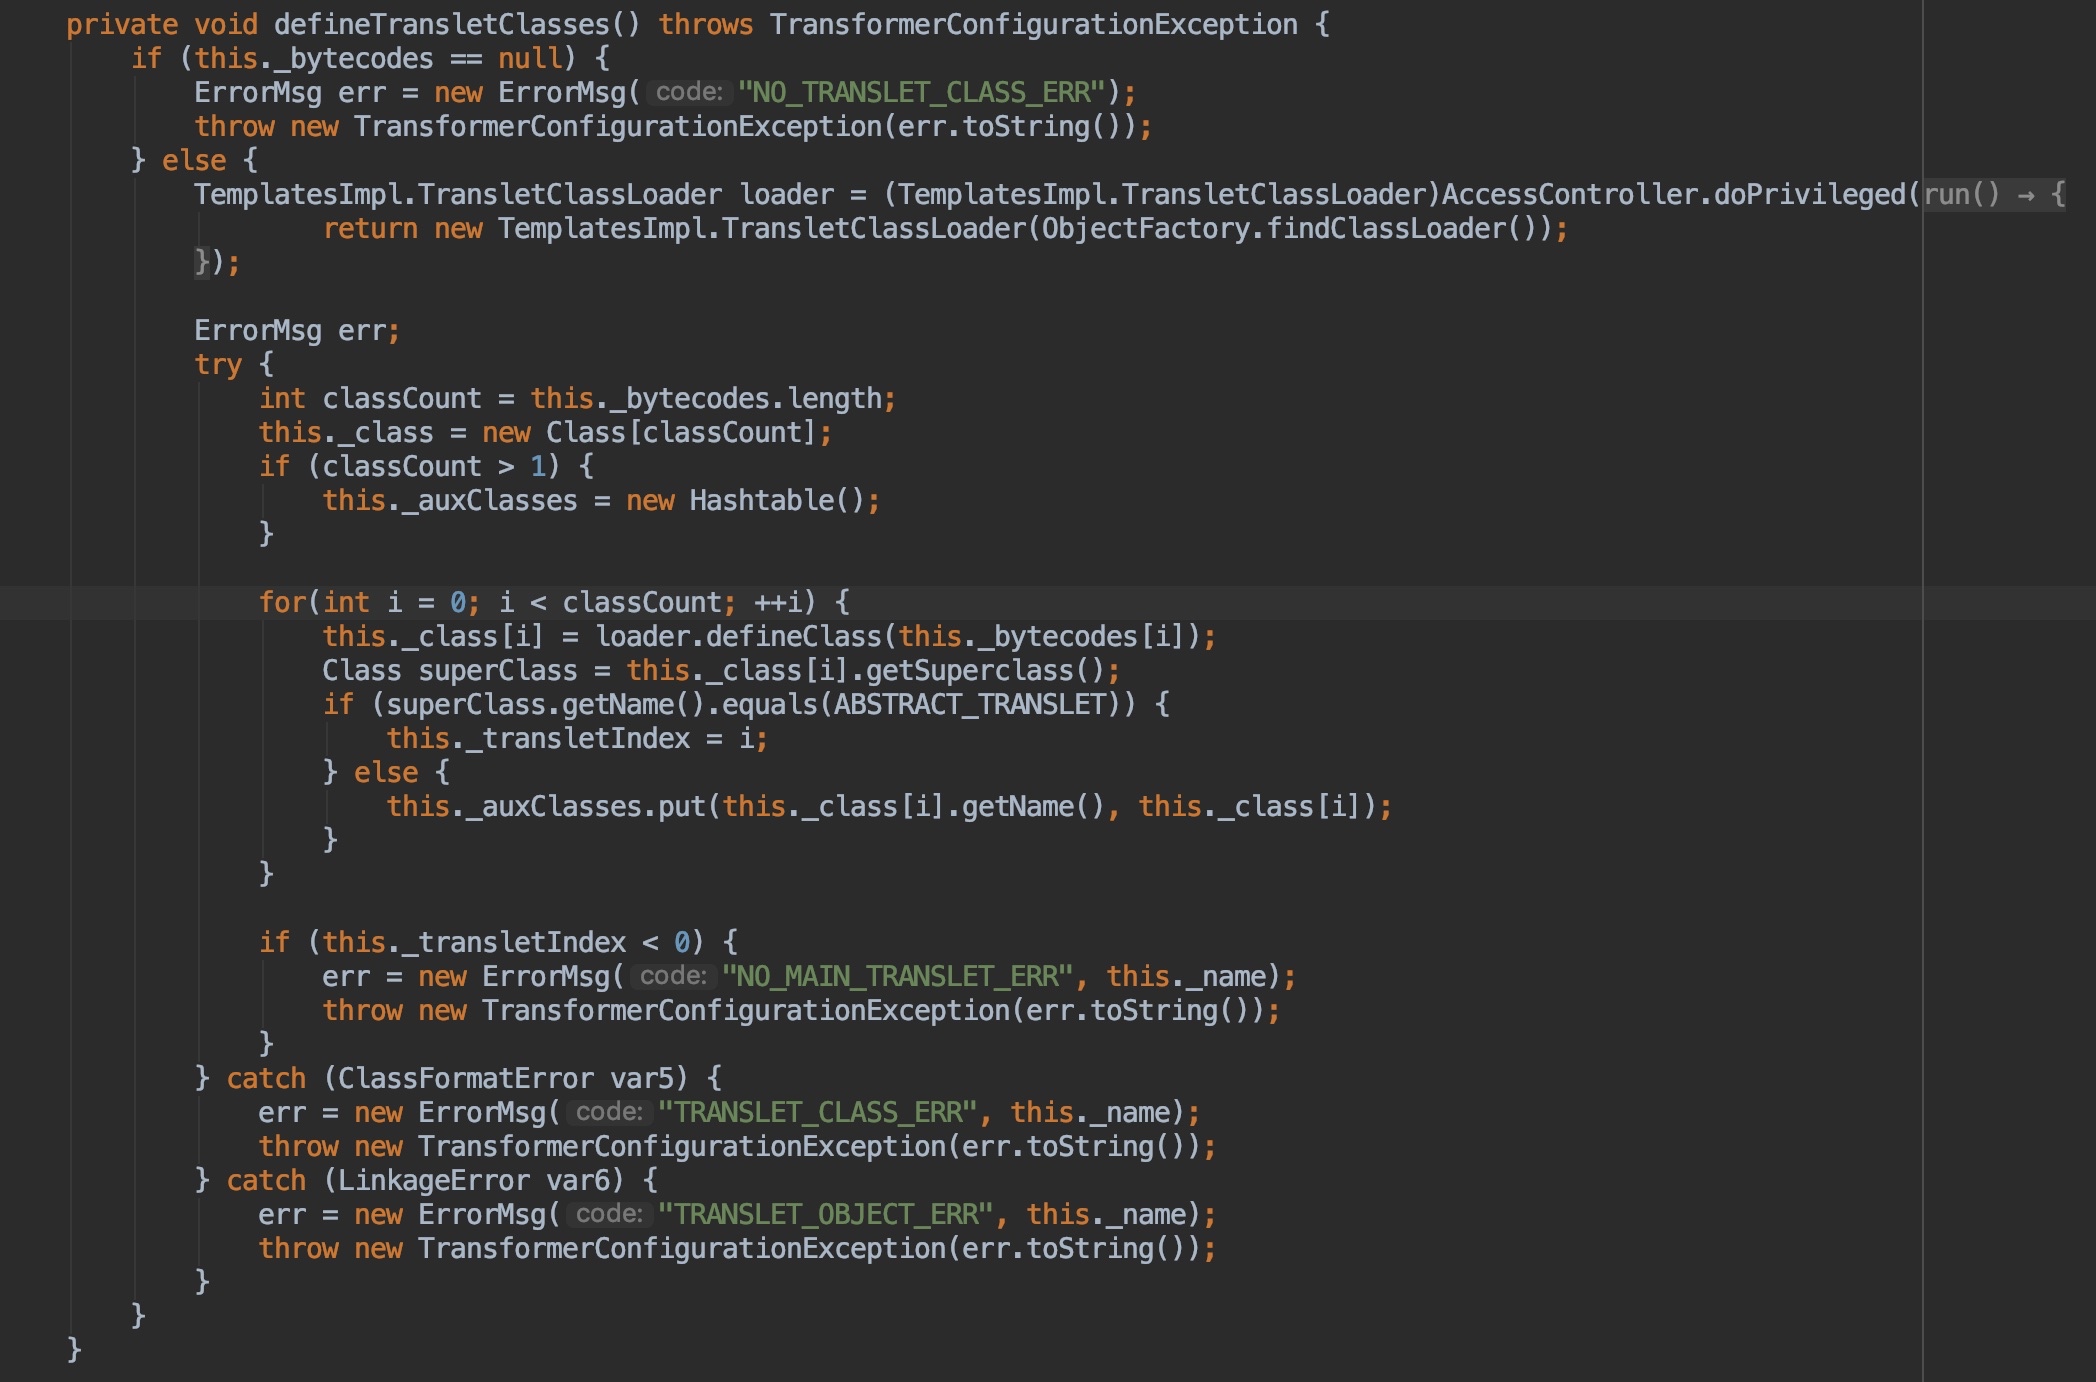 private void defineTransletClasses() throws TransformerConfigurationException {
if (this._bytecodes == null) {
ErrorMsg err = new ErrorMsg( code: "NO_TRANSLET_CLASS_ERR");
throw new TransformerConfigurationException(err.toString());
} else {
TemplatesImpl.TransletClassLoader loader = (TemplatesImpl.TransletClassLoader)AccessController.doPrivileged(run() → {
return new TemplatesImpl.TransletClassLoader(ObjectFactory.findClassLoader());
});
ErrorMsg err;
try {
int classCount = this._bytecodes.length;
this._class = new Class[classCount];
if (classCount > 1) {
this._auxClasses = new Hashtable();
}
for(int i = 0; i < classCount; ++i) {
this._class[i] = loader.defineClass(this._bytecodes[i]);
Class superClass = this._class[i].getSuperclass();
if (superClass.getName().equals(ABSTRACT_TRANSLET)) {
this._transletIndex = i;
} else {
this._auxClasses.put(this._class[i].getName(), this._class[i]);
}
}
if (this._transletIndex < 0) {
err = new ErrorMsg( code: "NO_MAIN_TRANSLET_ERR", this._name);
throw new TransformerConfigurationException(err.toString());
}
} catch (ClassFormatError var5) {
err = new ErrorMsg( code: "TRANSLET_CLASS_ERR", this._name);
throw new TransformerConfigurationException(err.toString());
} catch (LinkageError var6) {
err = new ErrorMsg( code: "TRANSLET_OBJECT_ERR", this._name);
throw new TransformerConfigurationException(err.toString());
}
}
}